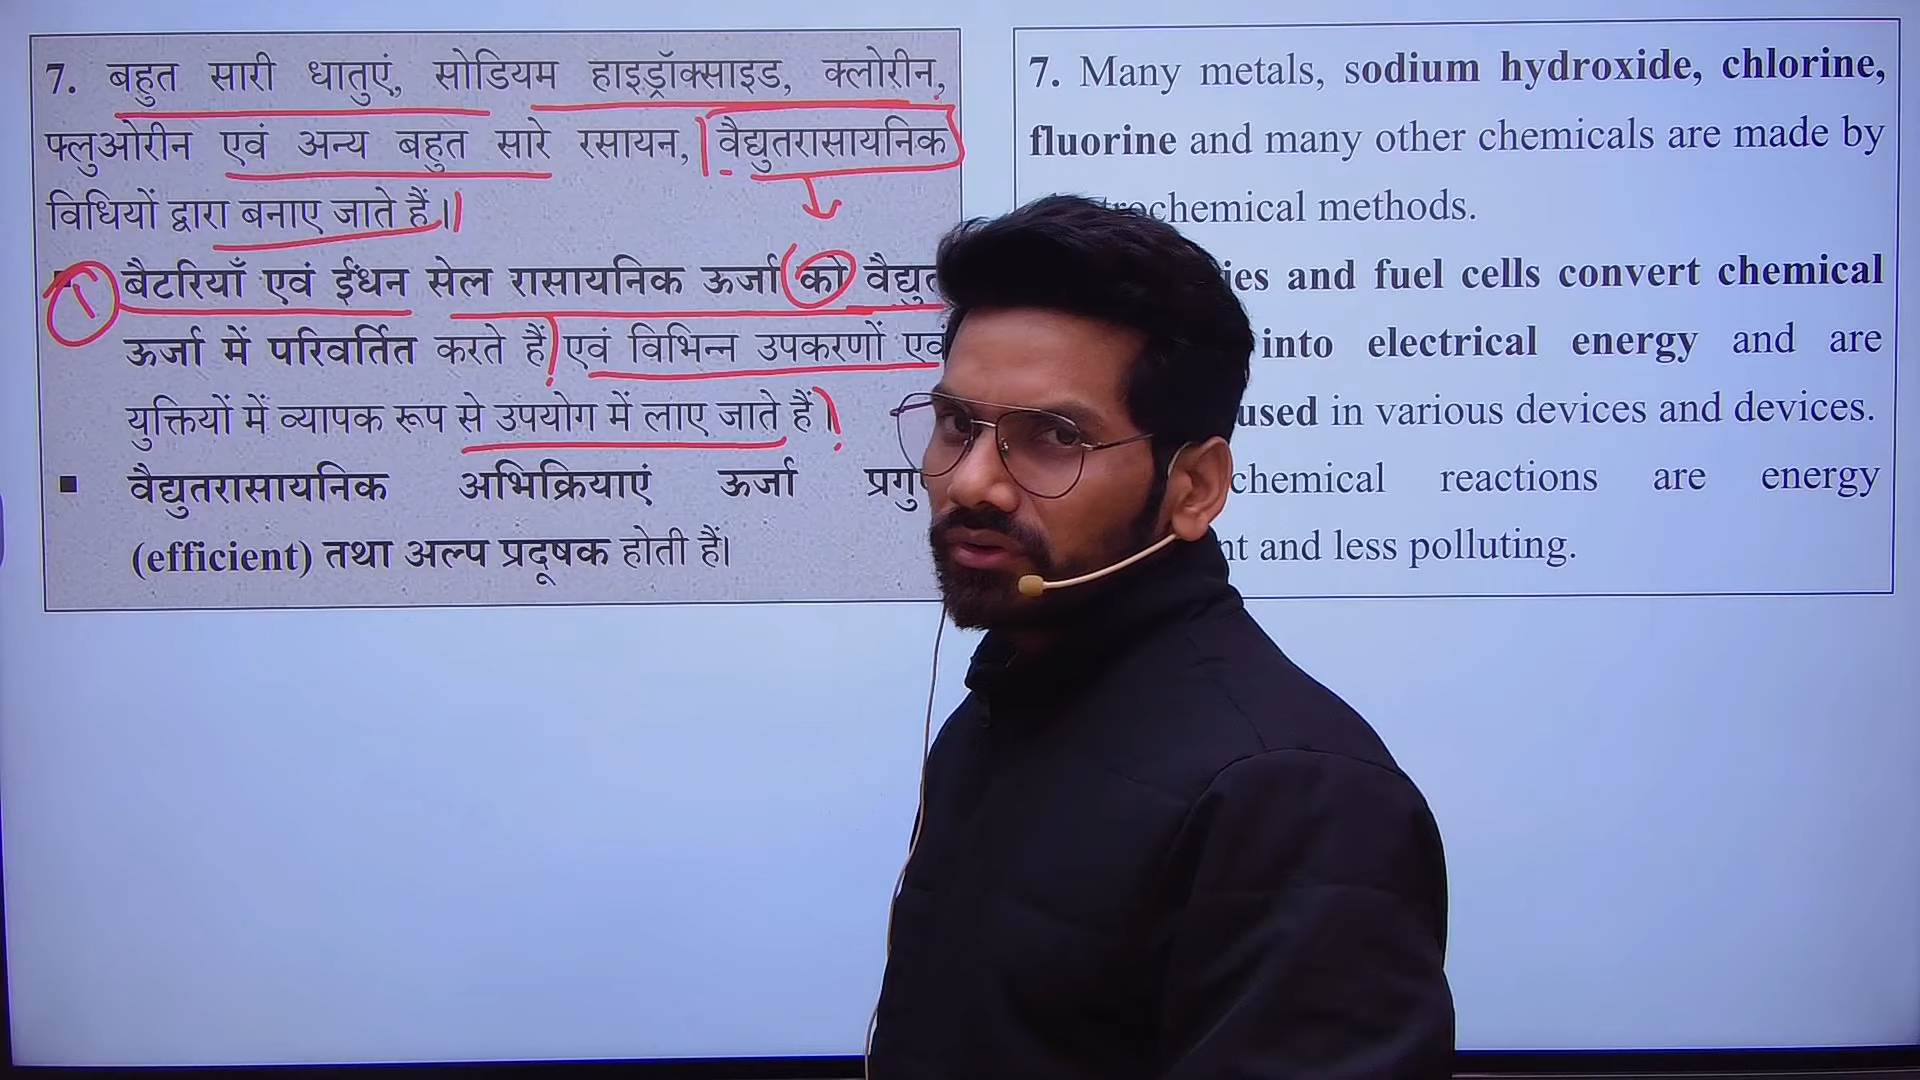 7. बहुत सारी धातुएं, सोडियम हाइड्रॉक्साइड, क्लोरीन,
फ्लुओरीन एवं अन्य बहुत सारे रसायन, वैद्युतरासायनिक
विधियों द्वारा बनाए जाते हैं।
बैटरियाँ एवं ईंधन सेल रासायनिक ऊर्जा को
ऊर्जा में परिवर्तित करते हैं एवं विभिन्न उपकरणों एवं
युक्तियों में व्यापक रूप से उपयोग में लाए जाते हैं।
▪ वैद्युतरासायनिक अभिक्रियाएं ऊर्जा
(efficient) तथा अल्प प्रदूषक होती हैं।
7. Many metals, sodium hydroxide, chlorine,
fluorine and many other chemicals are made by
methods.
and fuel cells convert chemical
into electrical energy and are
used in various devices and devices.
chemical reactions are energy
and less polluting.